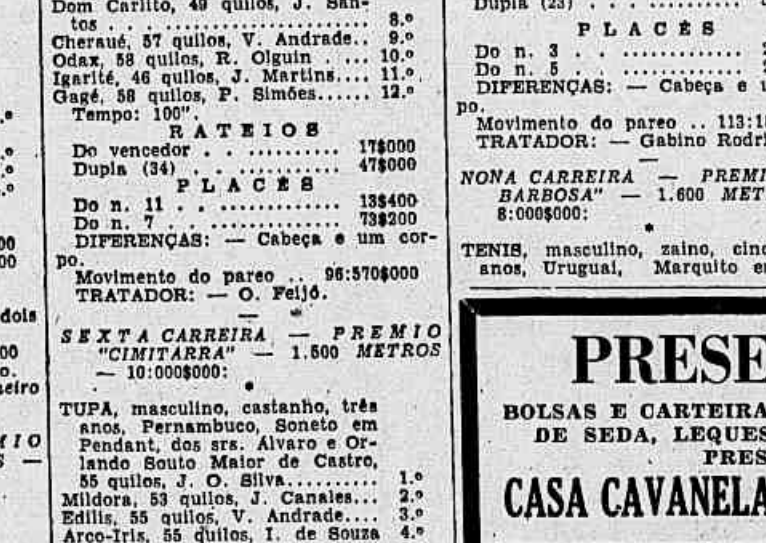 Dom Carlito, 49 quilos, J. San-
tos . . . . . . . . . . . . . 8.º
Cheraué, 57 quilos, V. Andrade.. 9.º
Odax, 58 quilos, R. Olguin . .... 10.º
Igarité, 46 quilos, J. Martins.... 11.º
Gagé, 58 quilos, P. Simões...... 12.º
Tempo: 100".
RATEIOS
Do vencedor . . ........... 17$000
Dupla (34) . . ........... 47$000
PLACÊS
Do n. 11 . . .............. 13$400
Do n. 7 . . .............. 73$200
DIFERENÇAS: — Cabeça e um cor-
po.
Movimento do pareo .. 96:570$000
TRATADOR: — O. Feijó.
SEXTA CARREIRA — PREMIO
"CIMITARRA" — 1.500 METROS
— 10:000$000:
TUPA, masculino, castanho, três
anos, Pernambuco, Soneto em
Pendant, dos srs. Alvaro e Or-
lando Souto Maior de Castro,
55 quilos, J. O. Silva.......... 1.º
Mildora, 53 quilos, J. Canales... 2.º
Edilis, 55 quilos, V. Andrade.... 3.º
Arco-Iris, 55 quilos, I. de Souza 4.º
Dupla (23) . . .
PLACÊS
Do n. 3 . . ..............
Do n. 5 . . ..............
DIFERENÇAS: — Cabeça e
po.
Movimento do pareo .. 113:1
TRATADOR: — Gabino Rodri
NONA CARREIRA — PREMI
BARBOSA" — 1.600 MET
8:000$000:
TENIS, masculino, zaino, cinc
anos, Uruguai, Marquito e
PRESE
BOLSAS E CARTEIRA
DE SEDA, LEQUES
PRES
CASA CAVANELA